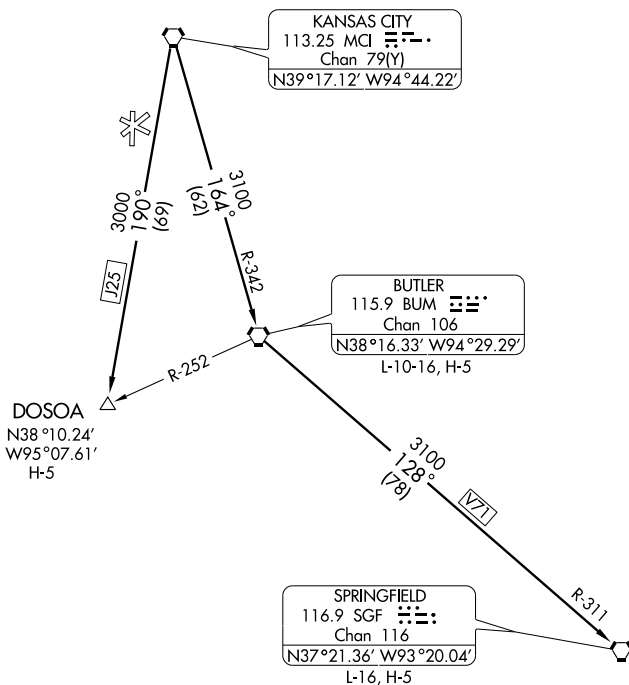 KANSAS CITY
113.25 MCI
Chan 79(Y)
N39°17.12' W94°44.22'
3000
190°
(69)
J25
3100
164°
(62)
R-342
BUTLER
115.9 BUM
Chan 106
N38°16.33' W94°29.29'
L-10-16, H-5
R-252
DOSOA
N38°10.24'
W95°07.61'
H-5
3100
128°
(78)
V71
R-311
SPRINGFIELD
116.9 SGF
Chan 116
N37°21.36' W93°20.04'
L-16, H-5